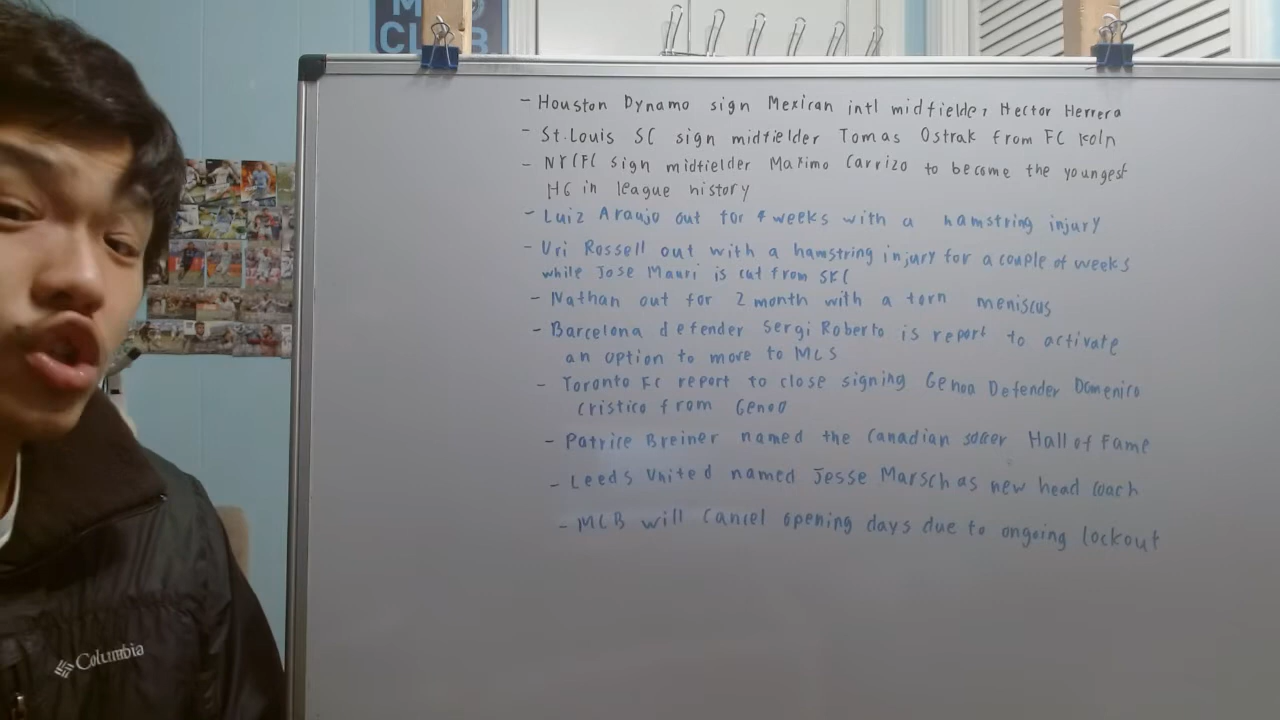 M
CL B
- Houston Dynamo sign Mexican intl midfielder Hector Herrera
- St.Louis SC sign midfielder Tomas Ostrak from FC Koln
- NYCFC sign midfielder Maximo Carrizo to become the youngest
HG in league history
- Luiz Araujo out for 4 weeks with a hamstring injury
- Uri Rossell out with a hamstring injury for a couple of weeks
while Jose Mauri is cut from SKC
- Nathan out for 2 month with a torn meniscus
- Barcelona defender Sergi Roberto is report to activate
an option to move to MLS
- Toronto FC report to close signing Genoa Defender Domenico
Cristico from Genoa
- Patrice Breiner named the Canadian soccer Hall of Fame
- Leeds United named Jesse Marsch as new head coach
- MLB will cancel opening days due to ongoing lockout
Columbia